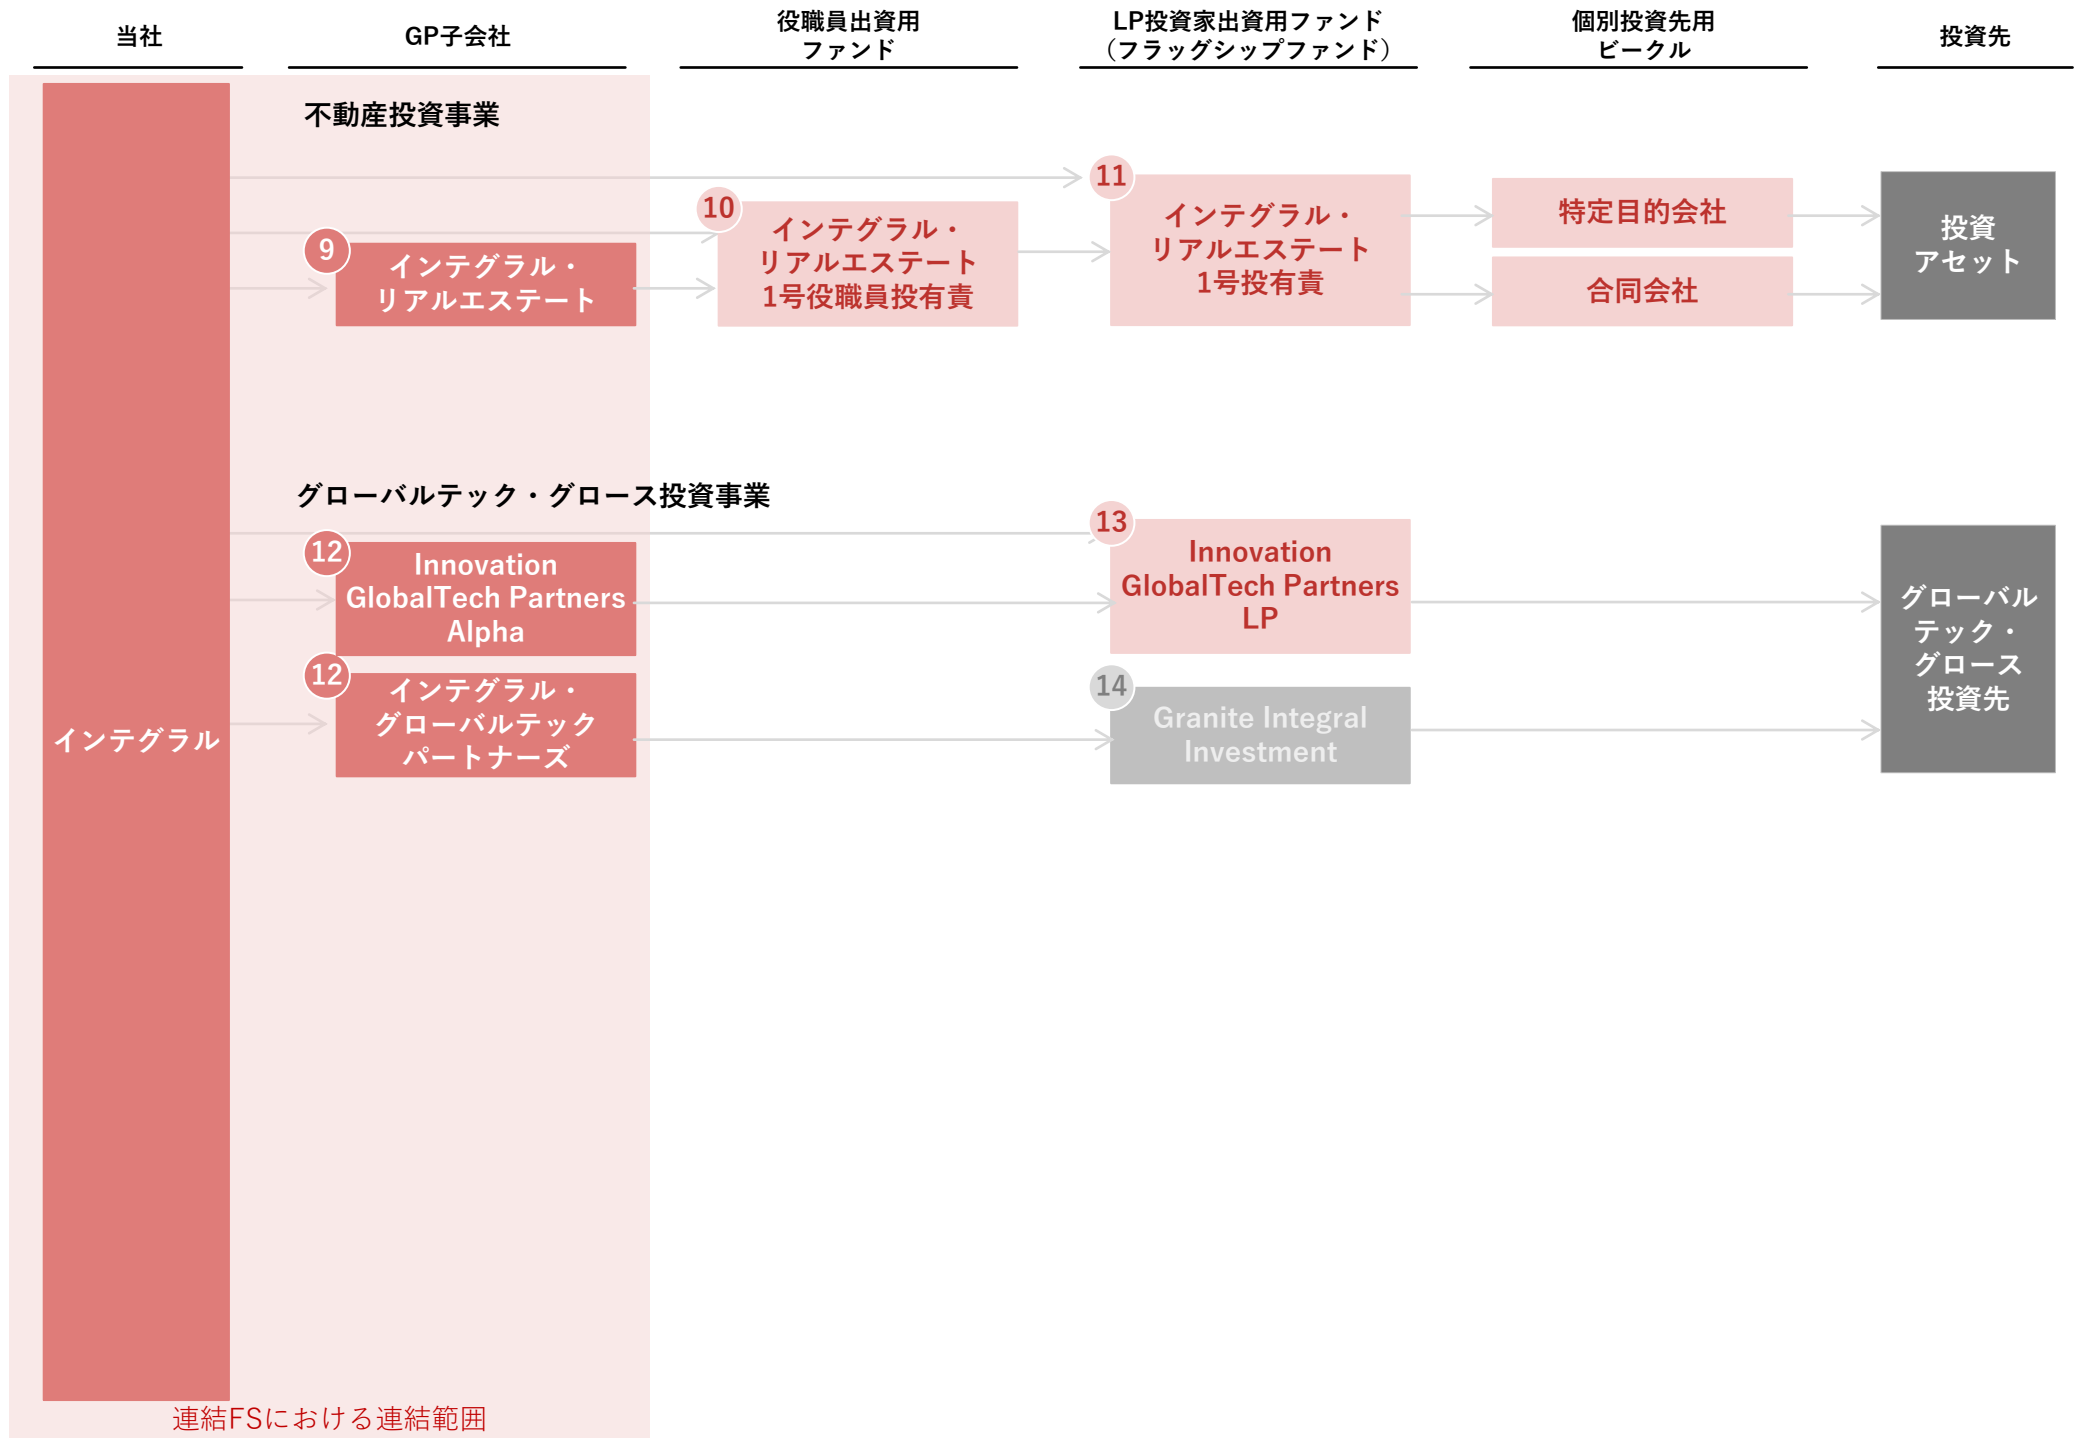 当社
GP子会社
役職員出資用
ファンド
LP投資家出資用ファンド
（フラッグシップファンド）
個別投資先用
ビークル
投資先
不動産投資事業
9
インテグラル・
リアルエステート
10
インテグラル・
リアルエステート
1号役職員投有責
11
インテグラル・
リアルエステート
1号投有責
特定目的会社
合同会社
投資
アセット
グローバルテック・グロース投資事業
12
Innovation
GlobalTech Partners
Alpha
13
Innovation
GlobalTech Partners
LP
12
インテグラル・
グローバルテック
パートナーズ
14
Granite Integral
Investment
グローバル
テック・
グロース
投資先
インテグラル
連結FSにおける連結範囲